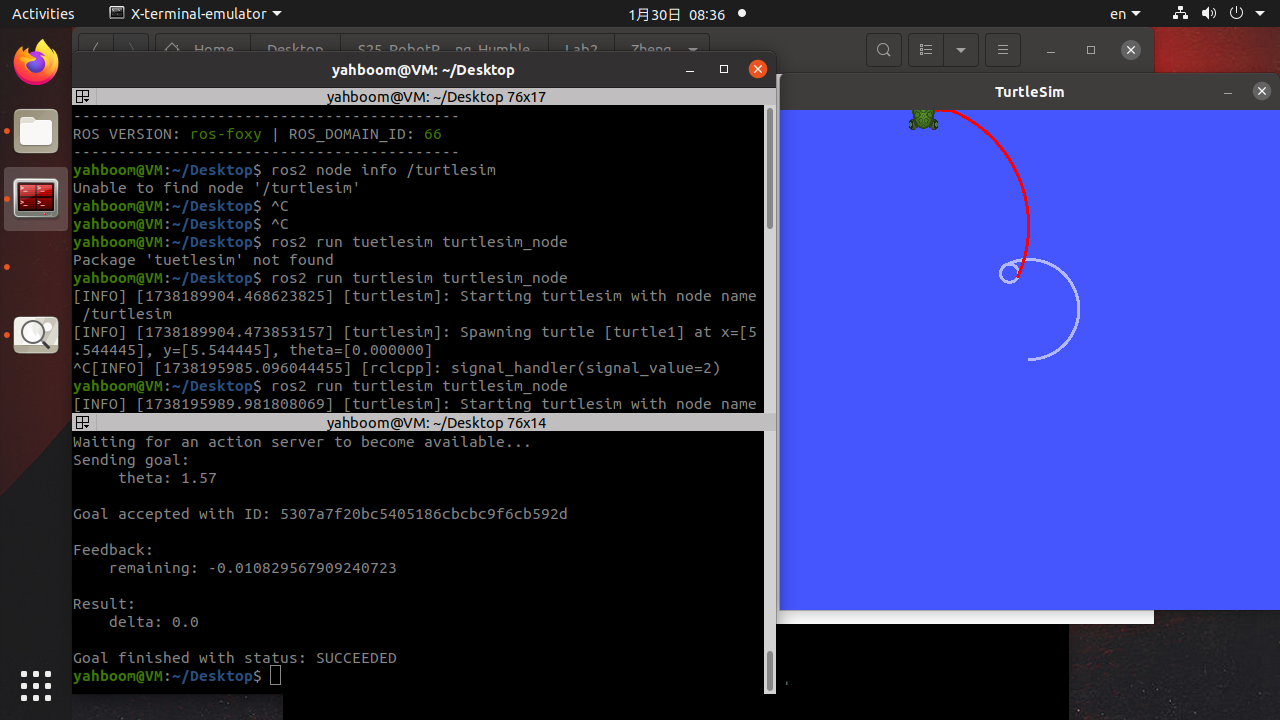 Activities
X-terminal-emulator
1月30日 08:36
en
Home
Desktop
Lab2
Zheng
yahboom@VM: ~/Desktop
yahboom@VM: ~/Desktop 76x17
-------------------------------------------
ROS VERSION: ros-foxy | ROS_DOMAIN_ID: 66
-------------------------------------------
yahboom@VM:~/Desktop$ ros2 node info /turtlesim
Unable to find node '/turtlesim'
yahboom@VM:~/Desktop$ ^C
yahboom@VM:~/Desktop$ ^C
yahboom@VM:~/Desktop$ ros2 run tuetlesim turtlesim_node
Package 'tuetlesim' not found
yahboom@VM:~/Desktop$ ros2 run turtlesim turtlesim_node
[INFO] [1738189904.468623825] [turtlesim]: Starting turtlesim with node name
/turtlesim
[INFO] [1738189904.473853157] [turtlesim]: Spawning turtle [turtle1] at x=[5
.544445], y=[5.544445], theta=[0.000000]
^C[INFO] [1738195985.096044455] [rclcpp]: signal_handler(signal_value=2)
yahboom@VM:~/Desktop$ ros2 run turtlesim turtlesim_node
[INFO] [1738195989.981808069] [turtlesim]: Starting turtlesim with node name
yahboom@VM: ~/Desktop 76x14
Waiting for an action server to become available...
Sending goal:
theta: 1.57
Goal accepted with ID: 5307a7f20bc5405186cbcbc9f6cb592d
Feedback:
remaining: -0.010829567909240723
Result:
delta: 0.0
Goal finished with status: SUCCEEDED
yahboom@VM:~/Desktop$
TurtleSim